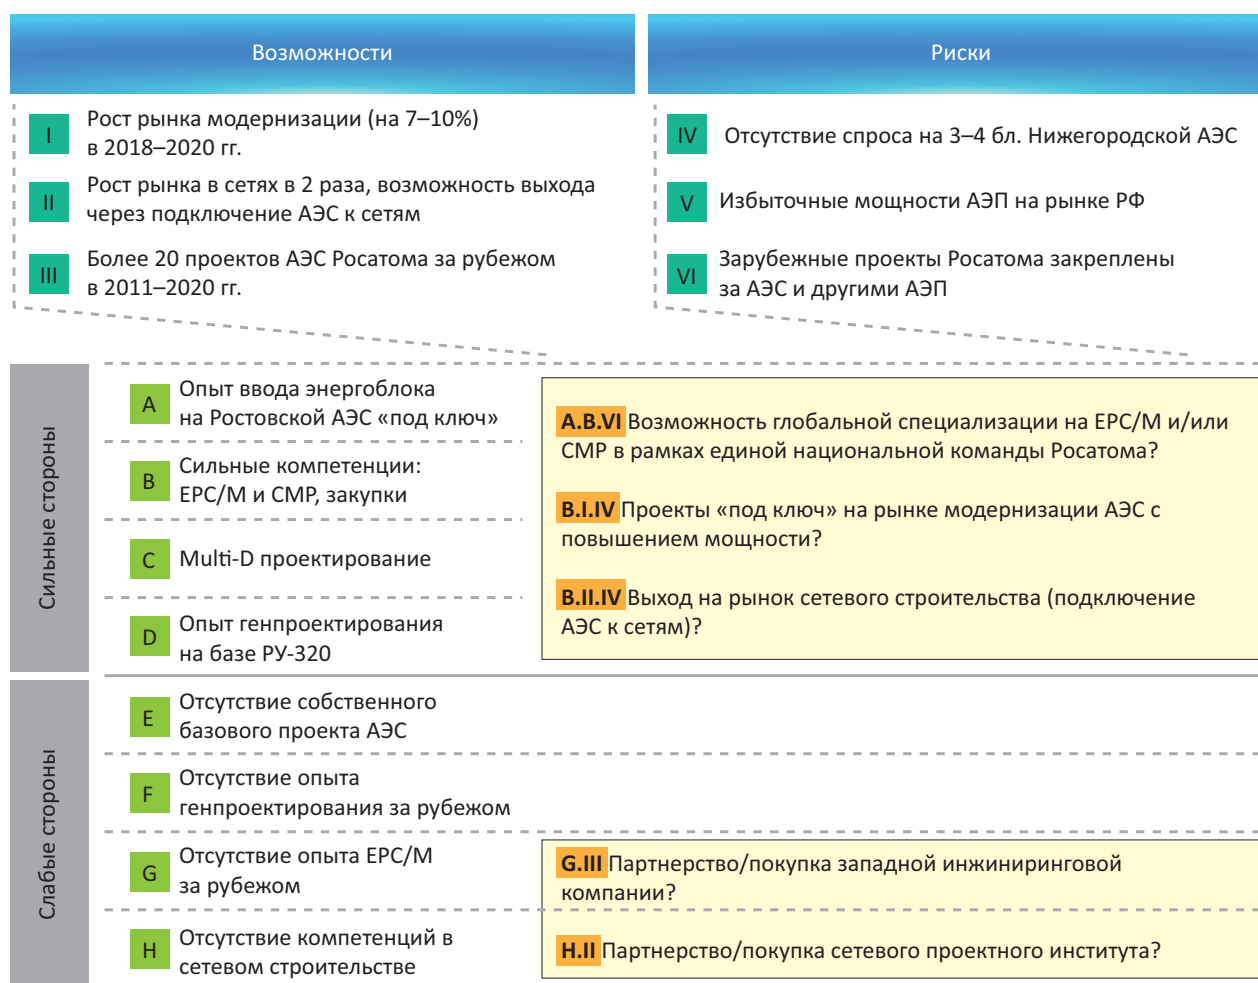 Возможности
Риски
I
Рост рынка модернизации (на 7–10%)
в 2018–2020 гг.
II
Рост рынка в сетях в 2 раза, возможность выхода
через подключение АЭС к сетям
III
Более 20 проектов АЭС Росатома за рубежом
в 2011–2020 гг.
IV
Отсутствие спроса на 3–4 бл. Нижегородской АЭС
V
Избыточные мощности АЭП на рынке РФ
VI
Зарубежные проекты Росатома закреплены
за АЭС и другими АЭП
Сильные стороны
A
Опыт ввода энергоблока
на Ростовской АЭС «под ключ»
B
Сильные компетенции:
EPC/M и СМР, закупки
C
Multi-D проектирование
D
Опыт генпроектирования
на базе РУ-320
A.B.VI Возможность глобальной специализации на EPC/M и/или
СМР в рамках единой национальной команды Росатома?
B.I.IV Проекты «под ключ» на рынке модернизации АЭС с
повышением мощности?
B.II.IV Выход на рынок сетевого строительства (подключение
АЭС к сетям)?
Слабые стороны
E
Отсутствие собственного
базового проекта АЭС
F
Отсутствие опыта
генпроектирования за рубежом
G
Отсутствие опыта EPC/M
за рубежом
H
Отсутствие компетенций в
сетевом строительстве
G.III Партнерство/покупка западной инжиниринговой
компании?
H.II Партнерство/покупка сетевого проектного института?